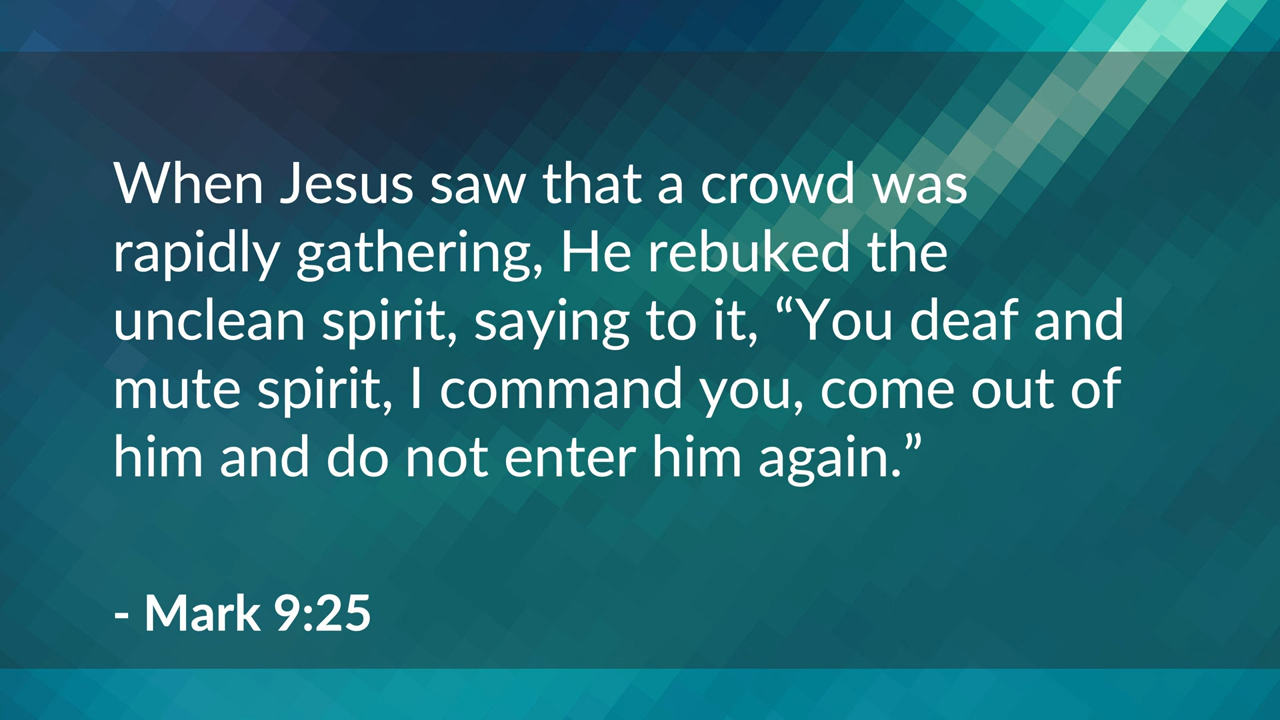 When Jesus saw that a crowd was
rapidly gathering, He rebuked the
unclean spirit, saying to it, “You deaf and
mute spirit, I command you, come out of
him and do not enter him again.”
- Mark 9:25